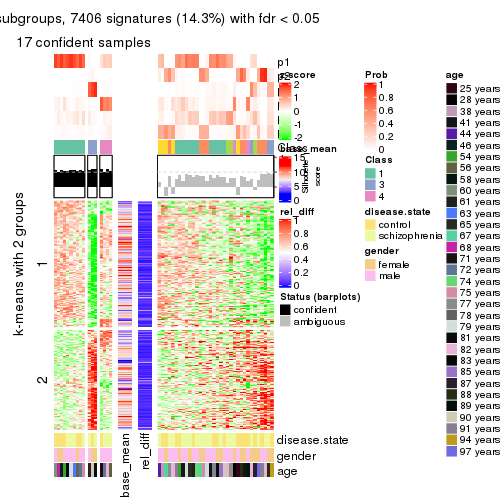 subgroups, 7406 signatures (14.3%) with fdr < 0.05
17 confident samples
p1
p2
z-score
2
1
0
-1
-2
Class
base_mean
15
10
5
0
Silhouette
score
rel_diff
1
0.8
0.6
0.4
0.2
0
Status (barplots)
confident
ambiguous
Prob
1
0.8
0.6
0.4
0.2
0
Class
1
3
4
disease.state
control
schizophrenia
gender
female
male
age
25 years
28 years
38 years
41 years
44 years
46 years
54 years
56 years
58 years
60 years
61 years
63 years
65 years
67 years
68 years
71 years
72 years
74 years
75 years
77 years
78 years
79 years
81 years
82 years
83 years
85 years
87 years
88 years
89 years
90 years
91 years
94 years
97 years
k-means with 2 groups
1
2
disease.state
gender
age
base_mean
rel_diff